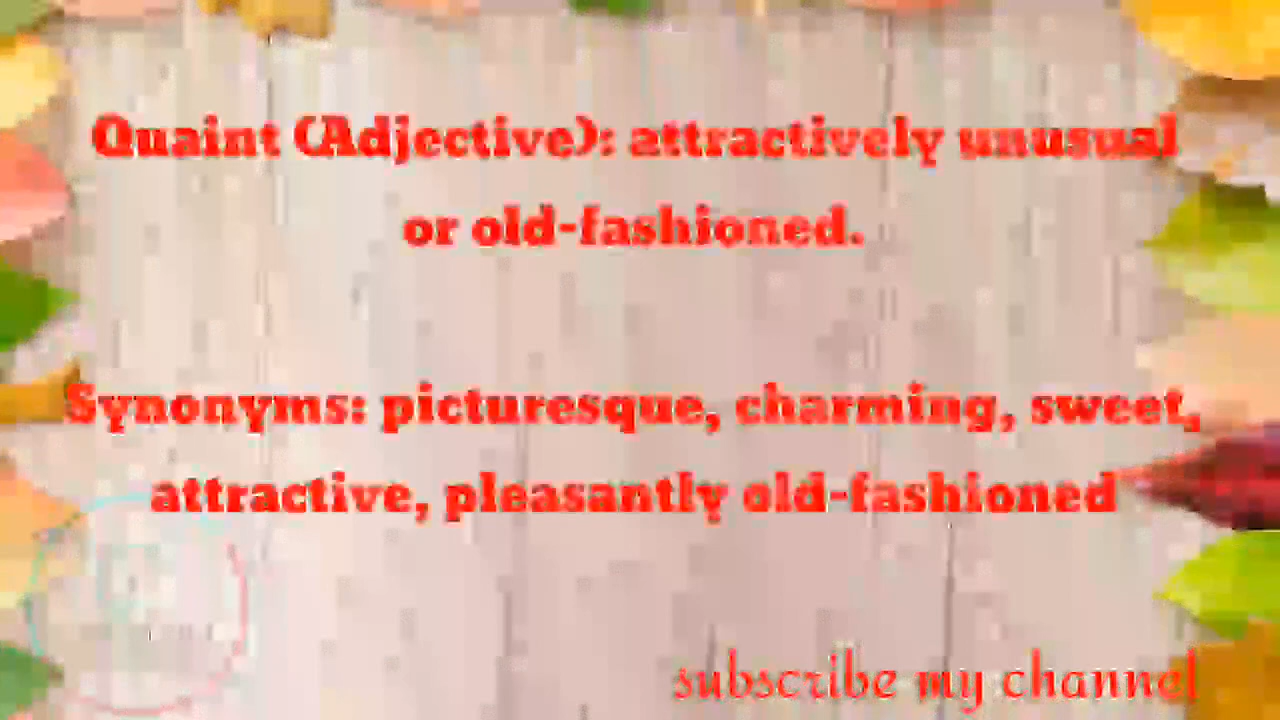 Quaint (Adjective): attractively unusual
or old-fashioned.
Synonyms: picturesque, charming, sweet,
attractive, pleasantly old-fashioned
subscribe my channel